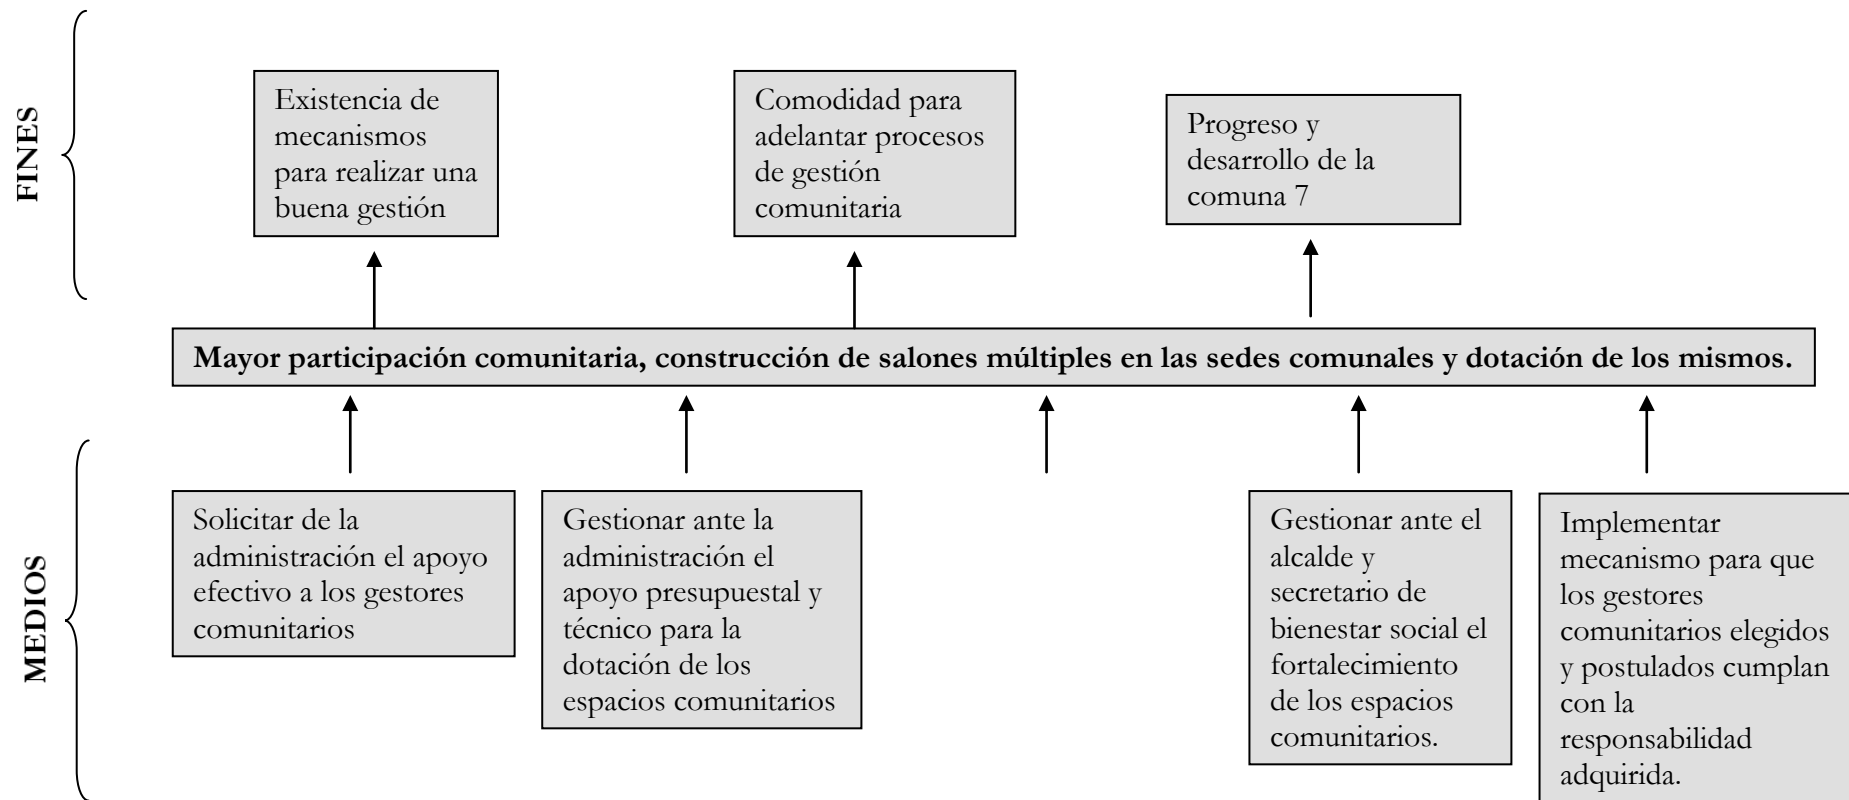 FINES
Existencia de
mecanismos
para realizar una
buena gestión
Comodidad para
adelantar procesos
de gestión
comunitaria
Progreso y
desarrollo de la
comuna 7
Mayor participación comunitaria, construcción de salones múltiples en las sedes comunales y dotación de los mismos.
MEDIOS
Solicitar de la
administración el apoyo
efectivo a los gestores
comunitarios
Gestionar ante la
administración el
apoyo presupuestal y
técnico para la
dotación de los
espacios comunitarios
Gestionar ante el
alcalde y
secretario de
bienestar social el
fortalecimiento
de los espacios
comunitarios.
Implementar
mecanismo para que
los gestores
comunitarios elegidos
y postulados cumplan
con la
responsabilidad
adquirida.